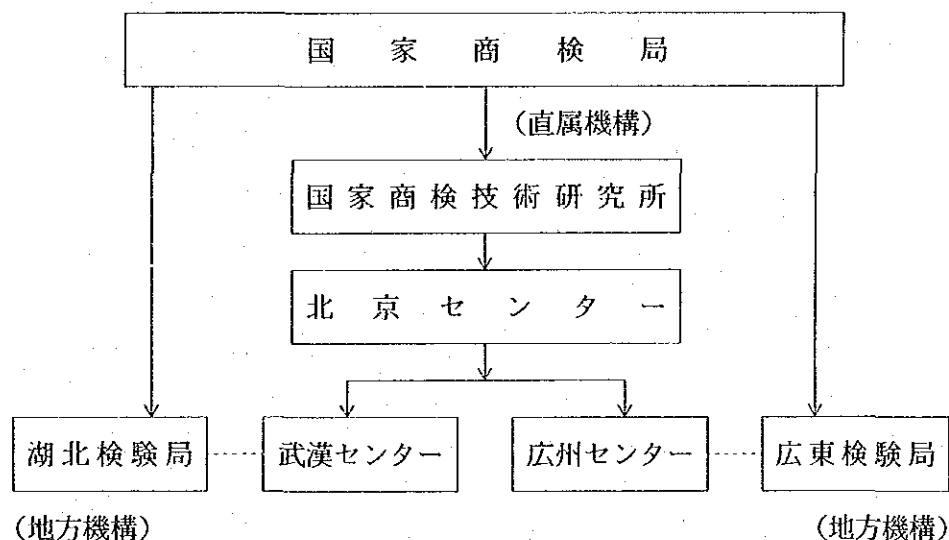 国家商検局
(直属機構)
国家商検技術研究所
北京センター
湖北検験局
武漢センター
広州センター
広東検験局
(地方機構)
(地方機構)